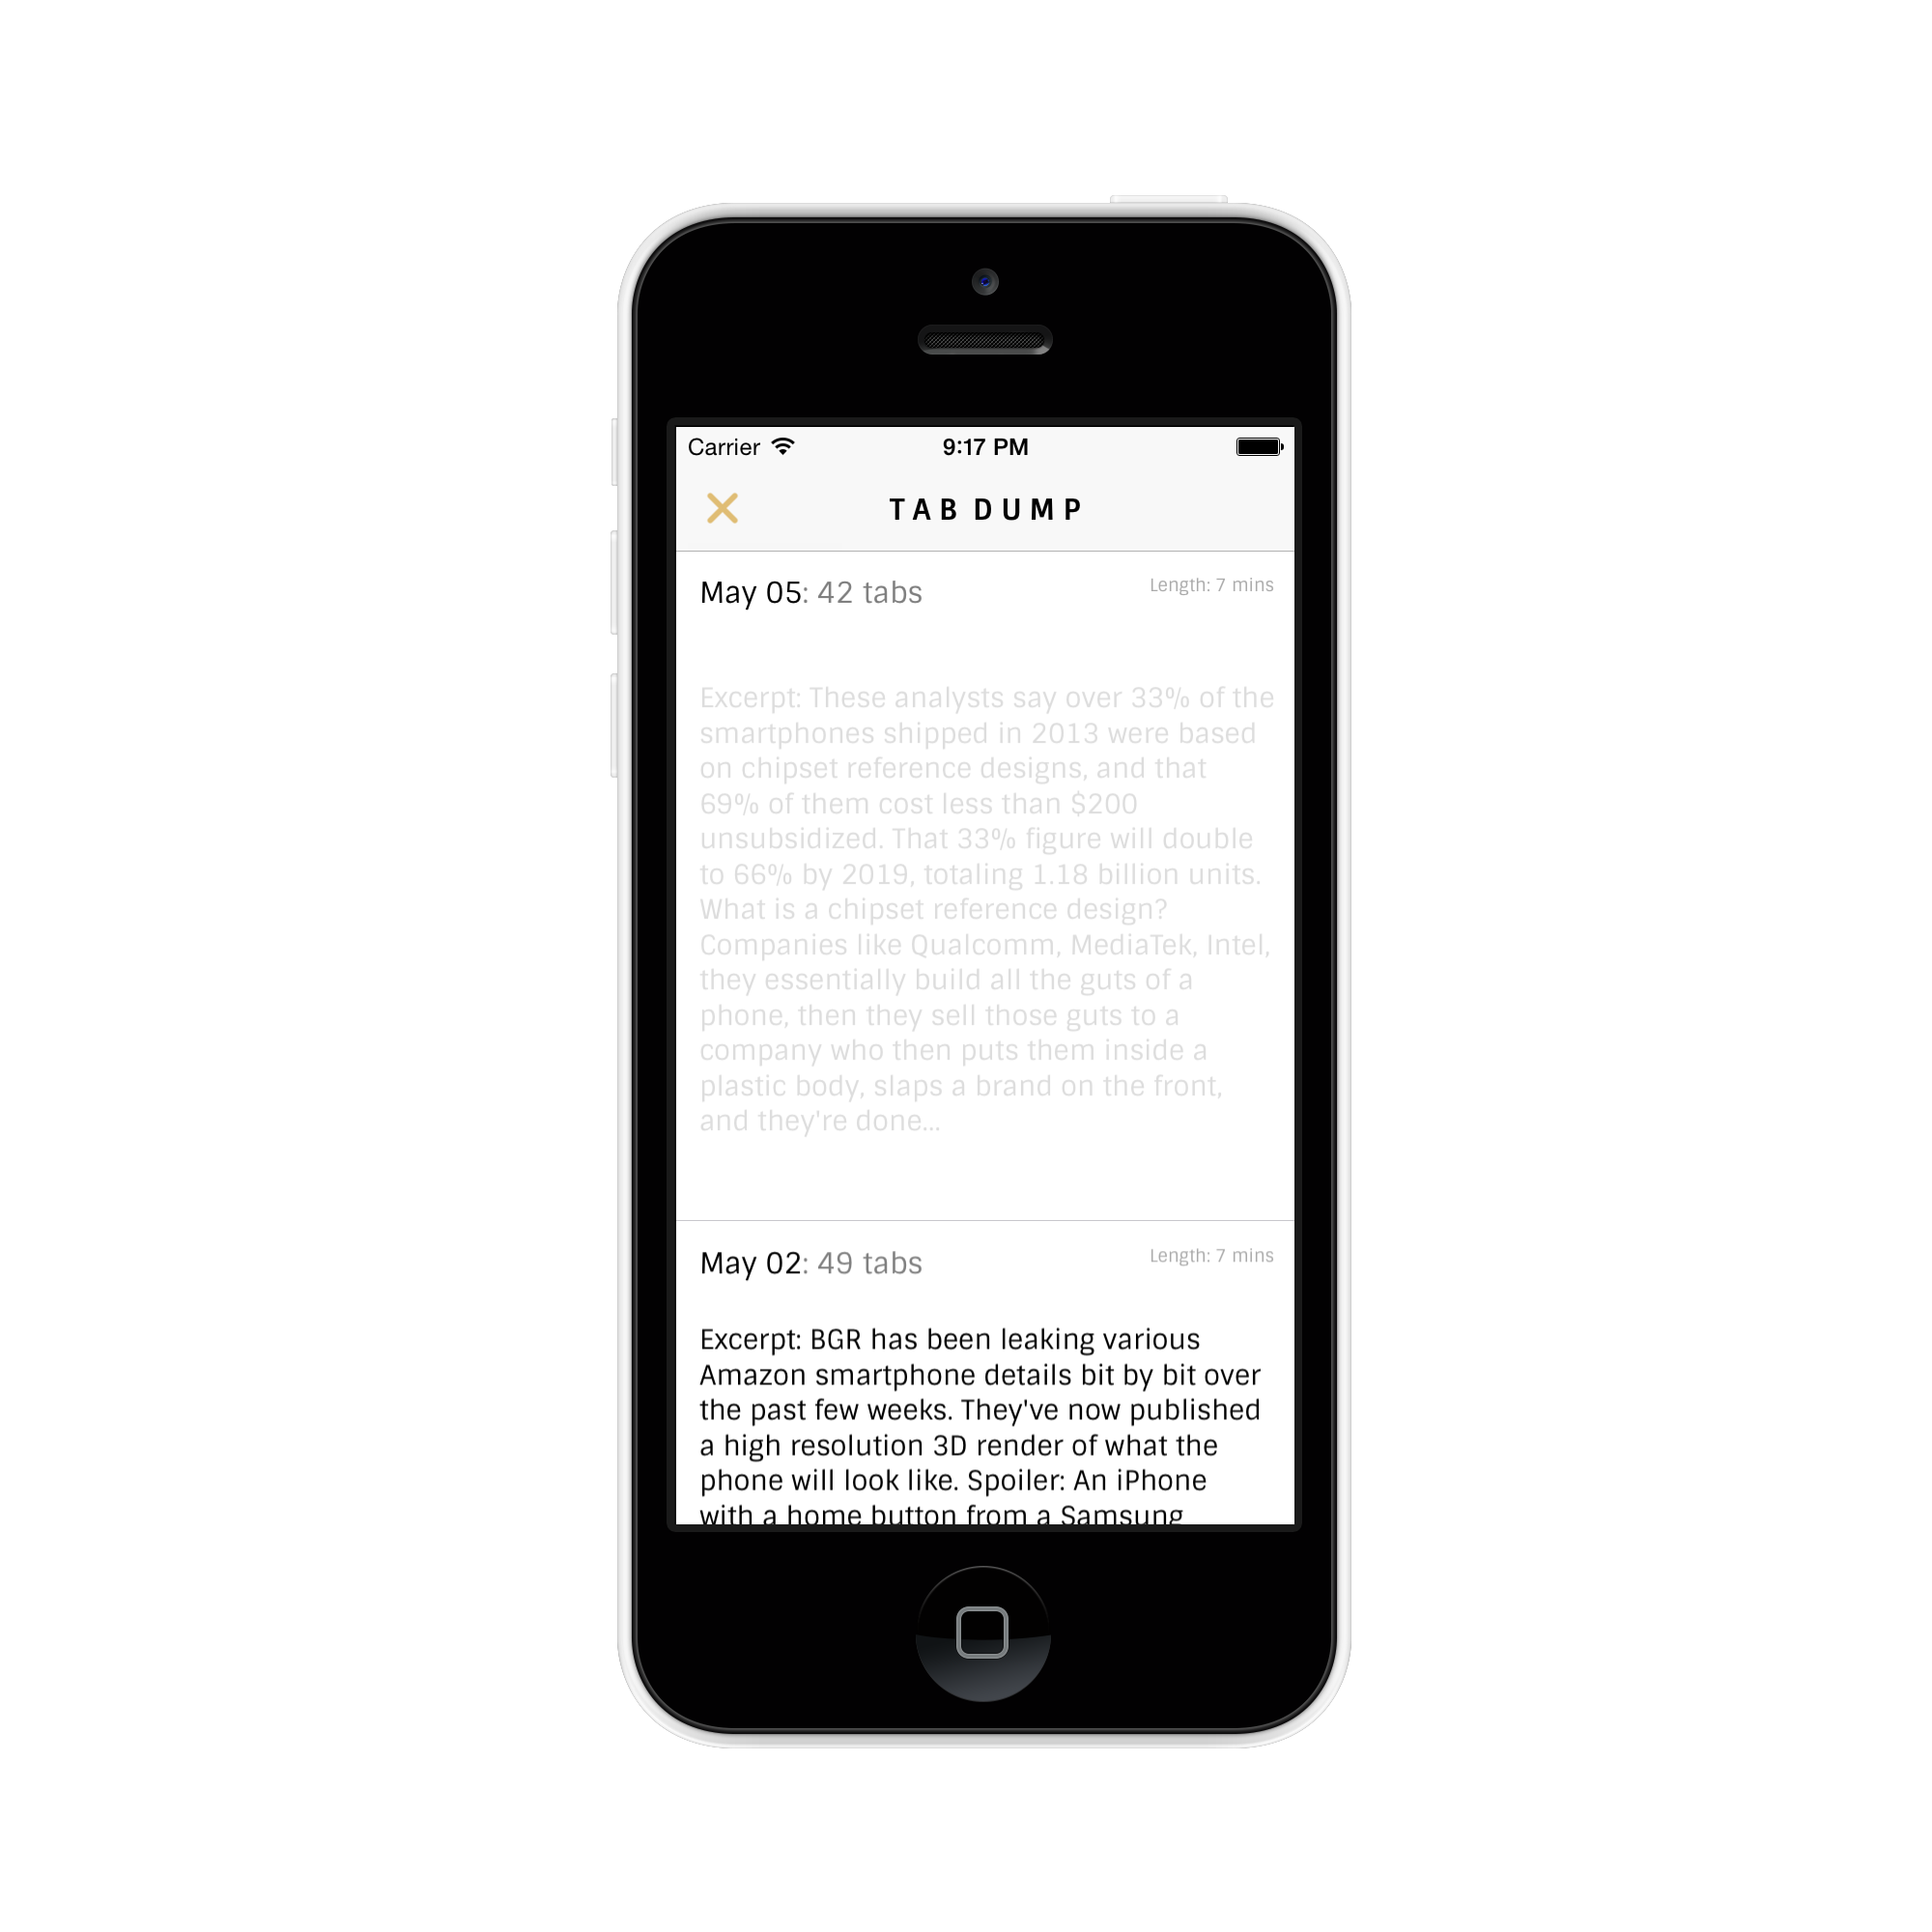 Carrier 9:17 PM
TAB DUMP
May 05: 42 tabs Length: 7 mins
Excerpt: These analysts say over 33% of the
smartphones shipped in 2013 were based
on chipset reference designs, and that
69% of them cost less than $200
unsubsidized. That 33% figure will double
to 66% by 2019, totaling 1.18 billion units.
What is a chipset reference design?
Companies like Qualcomm, MediaTek, Intel,
they essentially build all the guts of a
phone, then they sell those guts to a
company who then puts them inside a
plastic body, slaps a brand on the front,
and they're done...
May 02: 49 tabs Length: 7 mins
Excerpt: BGR has been leaking various
Amazon smartphone details bit by bit over
the past few weeks. They've now published
a high resolution 3D render of what the
phone will look like. Spoiler: An iPhone
with a home button from a Samsung